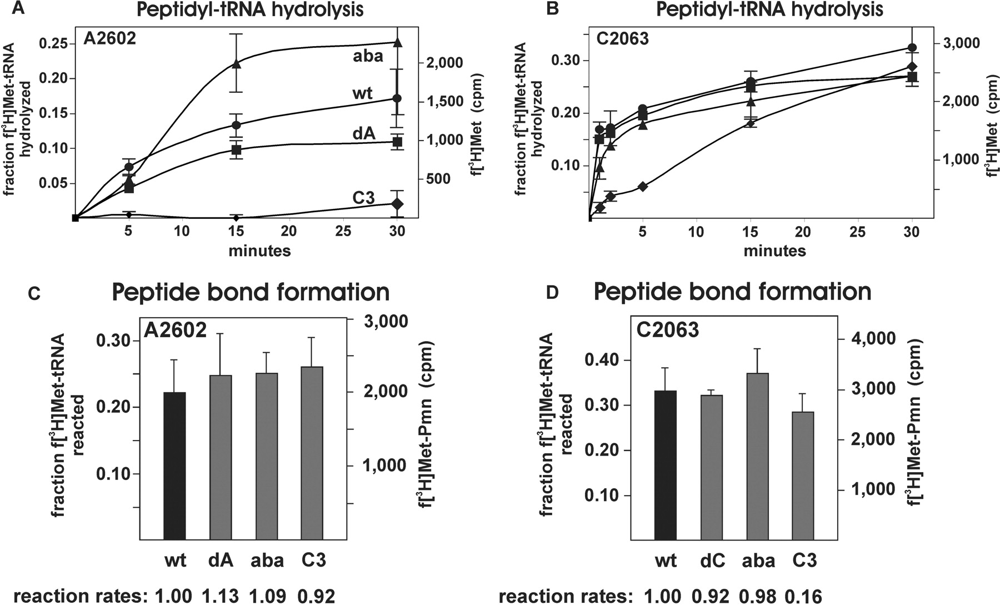 A Peptidyl-tRNA hydrolysis
A2602
fraction f[³H]Met-tRNA
hydrolyzed
0.25
0.20
0.15
0.10
0.05
aba
wt
dA
C3
2,000
1,500
1,000
500
f[³H]Met (cpm)
5 10 15 20 25 30
minutes
B Peptidyl-tRNA hydrolysis
C2063
fraction f[³H]Met-tRNA
hydrolyzed
0.30
0.20
0.10
3,000
2,000
1,000
f[³H]Met (cpm)
5 10 15 20 25 30
minutes
C Peptide bond formation
A2602
fraction f[³H]Met-tRNA
reacted
0.30
0.20
0.10
3,000
2,000
1,000
f[³H]Met-Pmn (cpm)
wt dA aba C3
reaction rates: 1.00 1.13 1.09 0.92
D Peptide bond formation
C2063
fraction f[³H]Met-tRNA
reacted
0.40
0.30
0.20
0.10
4,000
3,000
2,000
1,000
f[³H]Met-Pmn (cpm)
wt dC aba C3
reaction rates: 1.00 0.92 0.98 0.16